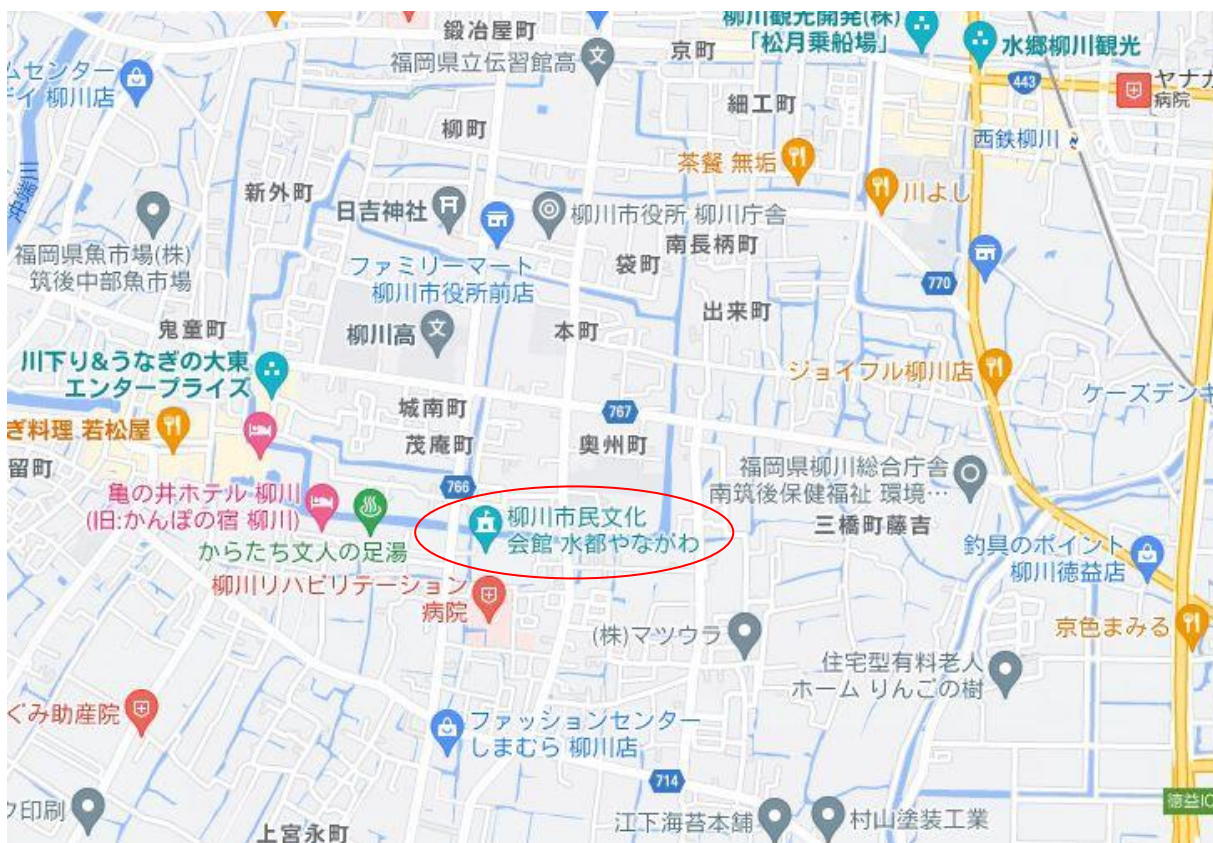 鍛冶屋町
福岡県立伝習館高
京町
柳川観光開発(株)
「松月乗船場」
水郷柳川観光
ムセンター
イ 柳川店
443
ヤナガ
病院
細工町
柳町
西鉄柳川
茶餐 無垢
川よし
新外町
日吉神社
柳川市役所 柳川庁舎
南長柄町
袋町
福岡県魚市場(株)
筑後中部魚市場
ファミリーマート
柳川市役所前店
770
出来町
鬼童町
柳川高
本町
川下り&うなぎの大東
エンタープライズ
ジョイフル柳川店
ケーズデンキ
城南町
767
ぎ料理 若松屋
茂庵町
奥州町
留町
福岡県柳川総合庁舎
南筑後保健福祉 環境…
766
亀の井ホテル 柳川
(旧:かんぽの宿 柳川)
柳川市民文化
会館 水都やながわ
三橋町藤吉
からたち文人の足湯
釣具のポイント
柳川徳益店
柳川リハビリテーション
病院
(株)マツウラ
京色まみる
住宅型有料老人
ホーム りんごの樹
ぐみ助産院
ファッションセンター
しまむら 柳川店
714
徳益IC
ク印刷
江下海苔本舗
村山塗装工業
上宮永町